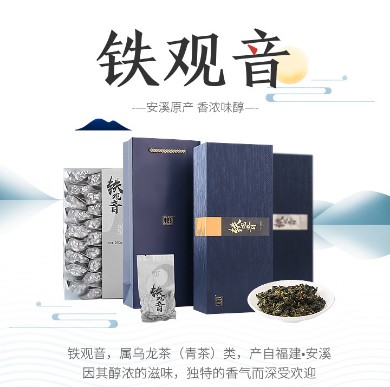 铁观音
安溪原产 香浓味醇
铁观音
铁观音
铁观音，属乌龙茶（青茶）类，产自福建•安溪
因其醇浓的滋味，独特的香气而深受欢迎